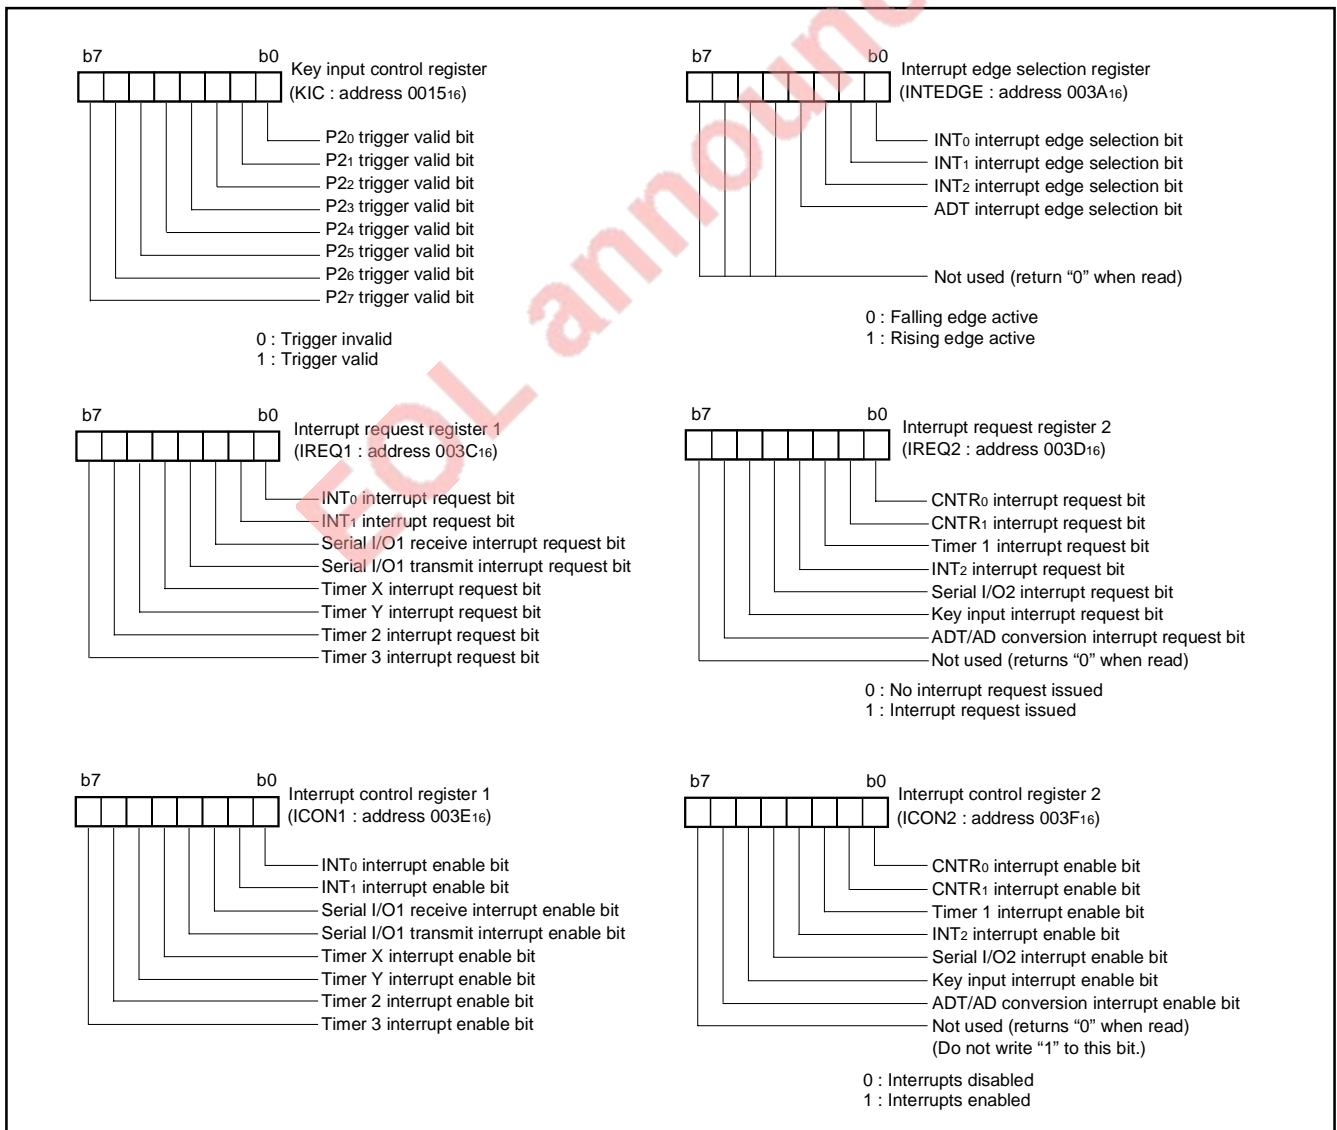 b7 b0
Key input control register
(KIC : address 0015₁₆)
P2₀ trigger valid bit
P2₁ trigger valid bit
P2₂ trigger valid bit
P2₃ trigger valid bit
P2₄ trigger valid bit
P2₅ trigger valid bit
P2₆ trigger valid bit
P2₇ trigger valid bit
0 : Trigger invalid
1 : Trigger valid
b7 b0
Interrupt edge selection register
(INTEDGE : address 003A₁₆)
INT₀ interrupt edge selection bit
INT₁ interrupt edge selection bit
INT₂ interrupt edge selection bit
ADT interrupt edge selection bit
Not used (return “0” when read)
0 : Falling edge active
1 : Rising edge active
b7 b0
Interrupt request register 1
(IREQ1 : address 003C₁₆)
INT₀ interrupt request bit
INT₁ interrupt request bit
Serial I/O1 receive interrupt request bit
Serial I/O1 transmit interrupt request bit
Timer X interrupt request bit
Timer Y interrupt request bit
Timer 2 interrupt request bit
Timer 3 interrupt request bit
b7 b0
Interrupt request register 2
(IREQ2 : address 003D₁₆)
CNTR₀ interrupt request bit
CNTR₁ interrupt request bit
Timer 1 interrupt request bit
INT₂ interrupt request bit
Serial I/O2 interrupt request bit
Key input interrupt request bit
ADT/AD conversion interrupt request bit
Not used (returns “0” when read)
0 : No interrupt request issued
1 : Interrupt request issued
b7 b0
Interrupt control register 1
(ICON1 : address 003E₁₆)
INT₀ interrupt enable bit
INT₁ interrupt enable bit
Serial I/O1 receive interrupt enable bit
Serial I/O1 transmit interrupt enable bit
Timer X interrupt enable bit
Timer Y interrupt enable bit
Timer 2 interrupt enable bit
Timer 3 interrupt enable bit
b7 b0
Interrupt control register 2
(ICON2 : address 003F₁₆)
CNTR₀ interrupt enable bit
CNTR₁ interrupt enable bit
Timer 1 interrupt enable bit
INT₂ interrupt enable bit
Serial I/O2 interrupt enable bit
Key input interrupt enable bit
ADT/AD conversion interrupt enable bit
Not used (returns “0” when read)
(Do not write “1” to this bit.)
0 : Interrupts disabled
1 : Interrupts enabled
EOL